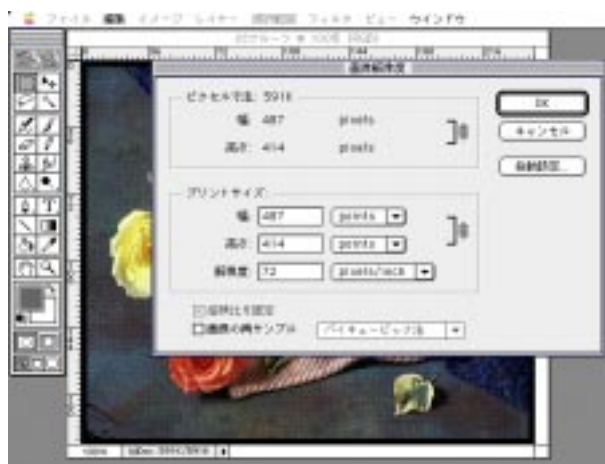 ファイル 編集 イメージ レイヤー 選択範囲 フィルタ ビュー ウインドウ
画像解像度
ピクセル寸法: 591K
幅: 487 pixels
高さ: 414 pixels
OK
キャンセル
自動設定...
プリントサイズ:
幅: 487 points
高さ: 414 points
解像度: 72 pixels/inch
縦横比を固定
画像の再サンプル バイキュービック法
100%